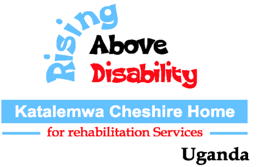 Rising
Above
Disability
Katalemwa Cheshire Home
for rehabilitation Services
Uganda